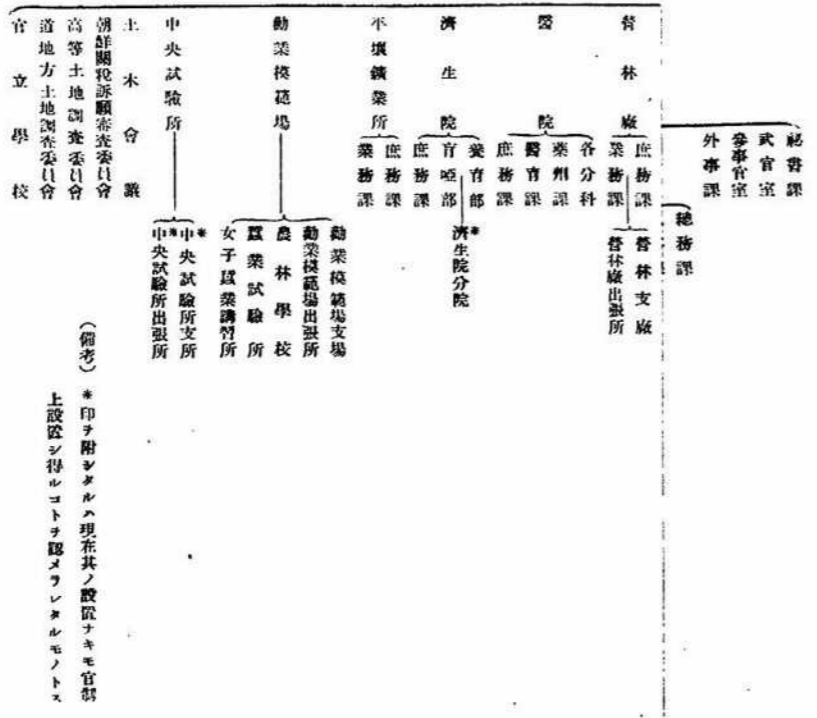 祕書課
武官室
參事官室
外事課
總務課
營林廠
庶務課
業務課
營林支廠
營林廠出張所
醫院
各分科
藥劑課
醫育課
庶務課
濟生院
養育部
盲啞部
庶務課
*濟生院分院
平壤鑛業所
庶務課
業務課
勸業模範場
勸業模範場支場
勸業模範場出張所
農林學校
蠶業試驗所
女子蠶業講習所
中央試驗所
*中央試驗所支所
*中央試驗所出張所
土木會議
朝鮮關稅訴願審査委員會
高等土地調査委員會
道地方土地調査委員會
官立學校
(備考) *印ヲ附シタルハ現在其ノ設置ナキモ官制
上設置シ得ルコトヲ認メラレタルモノトス